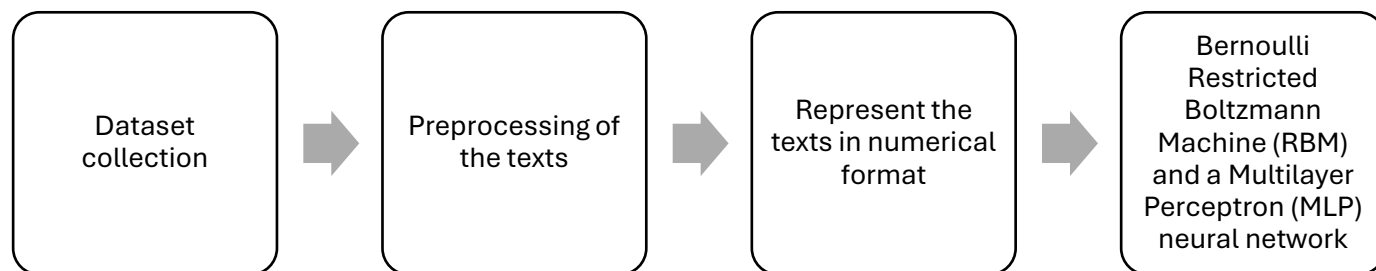 Dataset
collection
Preprocessing of
the texts
Represent the
texts in numerical
format
Bernoulli
Restricted
Boltzmann
Machine (RBM)
and a Multilayer
Perceptron (MLP)
neural network